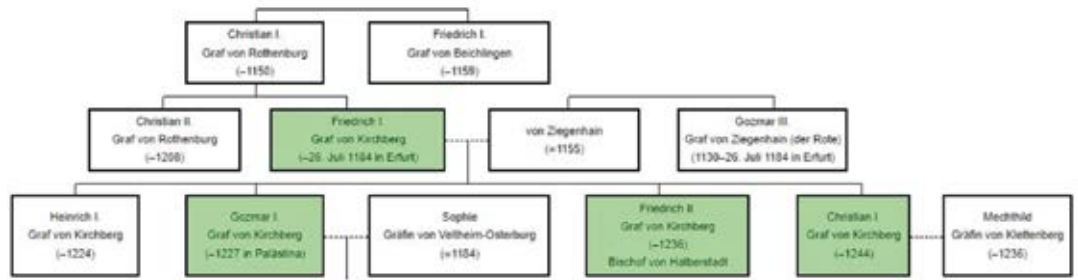 Christian I.
Graf von Rothenburg
(–1150)
Friedrich I.
Graf von Beichlingen
(–1159)
Christian II.
Graf von Rothenburg
(–1208)
Friedrich I.
Graf von Kirchberg
(–26. Juli 1184 in Erfurt)
von Ziegenhain
(≈1155)
Gozmar III.
Graf von Ziegenhain (der Rote)
(1139–26. Juli 1184 in Erfurt)
Heinrich I.
Graf von Kirchberg
(–1224)
Gozmar I.
Graf von Kirchberg
(–1227 in Palästina)
Sophie
Gräfin von Veltheim-Osterburg
(≈1184)
Friedrich II.
Graf von Kirchberg
(–1236)
Bischof von Halberstadt
Christian I.
Graf von Kirchberg
(–1244)
Mechthild
Gräfin von Klettenberg
(–1236)